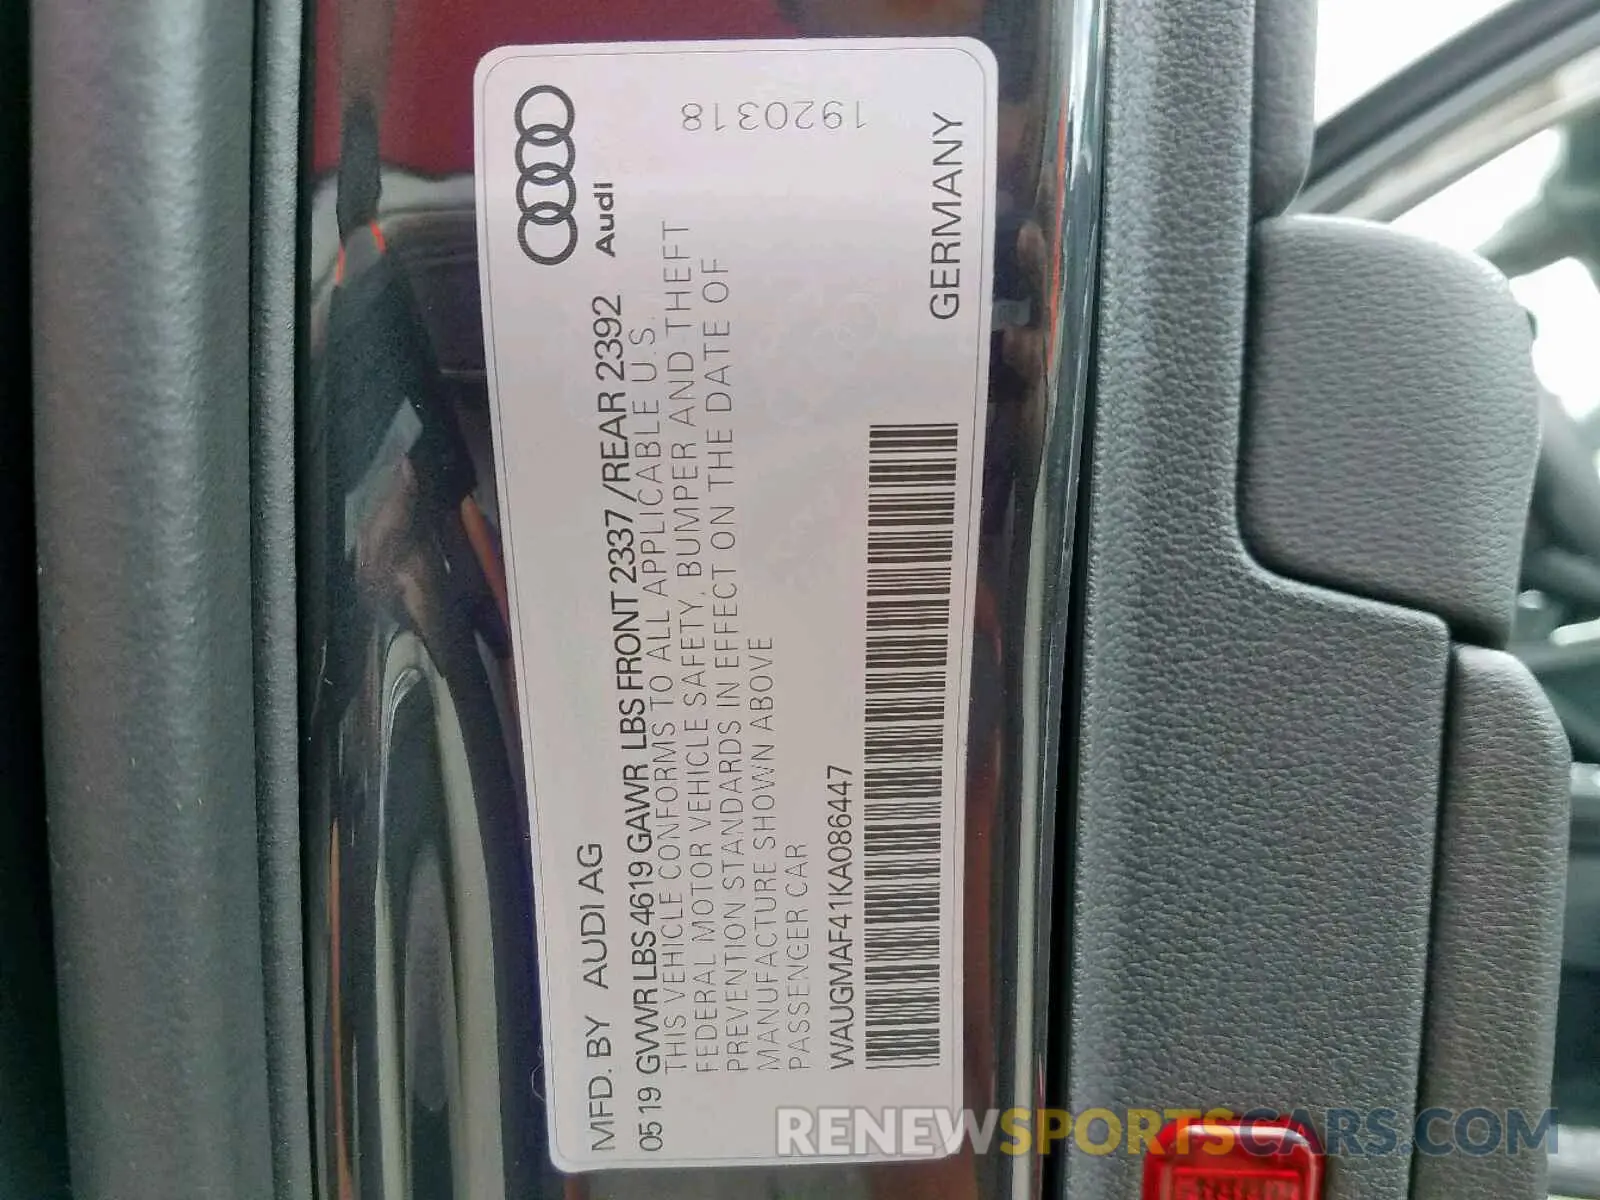 Audi
1920318
MFD. BY AUDI AG
0519 GVWR LBS 4619 GAWR LBS FRONT 2337/REAR 2392
THIS VEHICLE CONFORMS TO ALL APPLICABLE U.S.
FEDERAL MOTOR VEHICLE SAFETY, BUMPER AND THEFT
PREVENTION STANDARDS IN EFFECT ON THE DATE OF
MANUFACTURE SHOWN ABOVE
PASSENGER CAR
WAUGMAF41KA086447
GERMANY
RENEWSPORTSCARS.COM